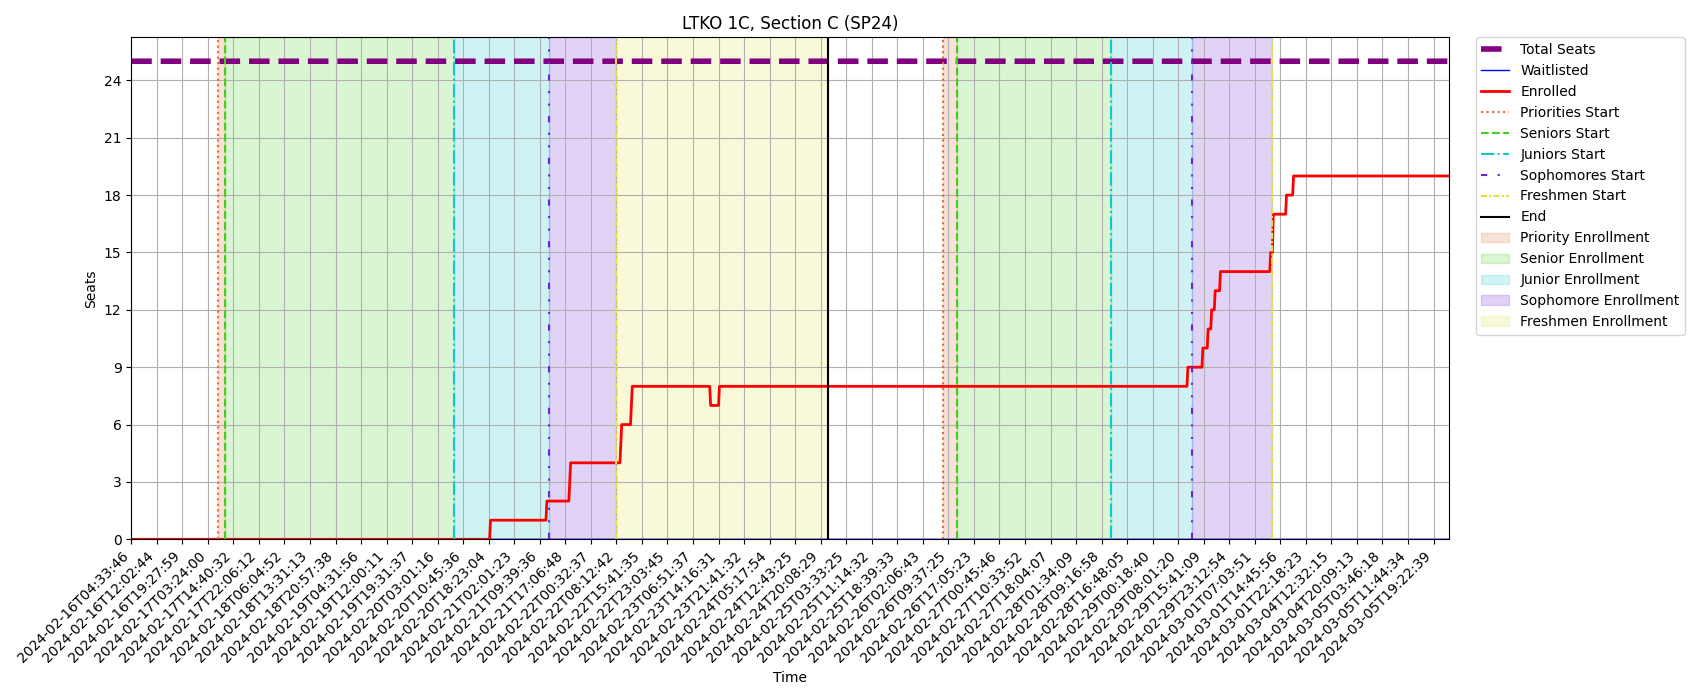 LTKO 1C, Section C (SP24)
Seats
24
21
18
15
12
9
6
3
0
2024-02-16T04:33:46
2024-02-16T12:02:44
2024-02-16T19:27:59
2024-02-17T03:24:00
2024-02-17T14:40:32
2024-02-17T22:06:12
2024-02-18T06:04:52
2024-02-18T13:31:13
2024-02-18T20:57:38
2024-02-19T04:31:56
2024-02-19T12:00:11
2024-02-19T19:31:37
2024-02-20T03:01:16
2024-02-20T10:45:36
2024-02-20T18:23:04
2024-02-21T02:01:23
2024-02-21T09:39:36
2024-02-21T17:06:48
2024-02-22T00:32:37
2024-02-22T08:12:42
2024-02-22T15:41:35
2024-02-22T23:03:45
2024-02-23T06:51:37
2024-02-23T14:16:31
2024-02-23T21:41:32
2024-02-24T05:17:54
2024-02-24T12:43:25
2024-02-24T20:08:29
2024-02-25T03:33:25
2024-02-25T11:14:32
2024-02-25T18:39:33
2024-02-26T02:06:43
2024-02-26T09:37:25
2024-02-26T17:05:23
2024-02-27T00:45:46
2024-02-27T10:33:52
2024-02-27T18:04:07
2024-02-28T01:34:09
2024-02-28T09:16:58
2024-02-28T16:48:05
2024-02-29T00:18:40
2024-02-29T08:01:20
2024-02-29T15:41:09
2024-02-29T23:12:54
2024-03-01T07:03:51
2024-03-01T14:45:56
2024-03-01T22:18:23
2024-03-04T12:32:15
2024-03-04T20:09:13
2024-03-05T03:46:18
2024-03-05T11:44:34
2024-03-05T19:22:39
Time
Total Seats
Waitlisted
Enrolled
Priorities Start
Seniors Start
Juniors Start
Sophomores Start
Freshmen Start
End
Priority Enrollment
Senior Enrollment
Junior Enrollment
Sophomore Enrollment
Freshmen Enrollment